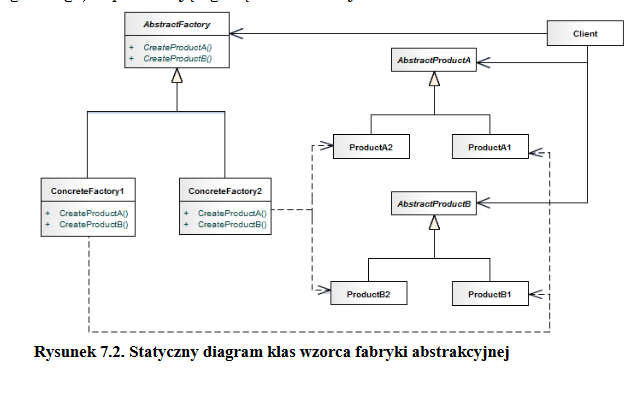 AbstractFactory
+ CreateProductA()
+ CreateProductB()
Client
AbstractProductA
ProductA2
ProductA1
ConcreteFactory1
+ CreateProductA()
+ CreateProductB()
ConcreteFactory2
+ CreateProductA()
+ CreateProductB()
AbstractProductB
ProductB2
ProductB1
Rysunek 7.2. Statyczny diagram klas wzorca fabryki abstrakcyjnej